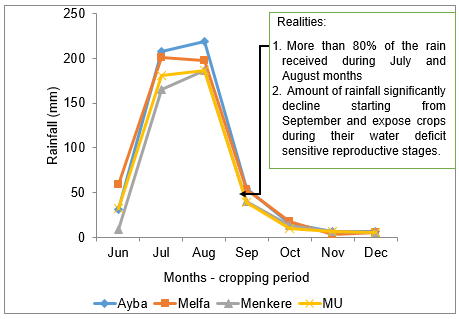 Realities:
1. More than 80% of the rain
received during July and
August months
2. Amount of rainfall significantly
decline starting from
September and expose crops
during their water deficit
sensitive reproductive stages.
Rainfall (mm)
250
200
150
100
50
0
Jun Jul Aug Sep Oct Nov Dec
Months - cropping period
Ayba Melfa Menkere MU